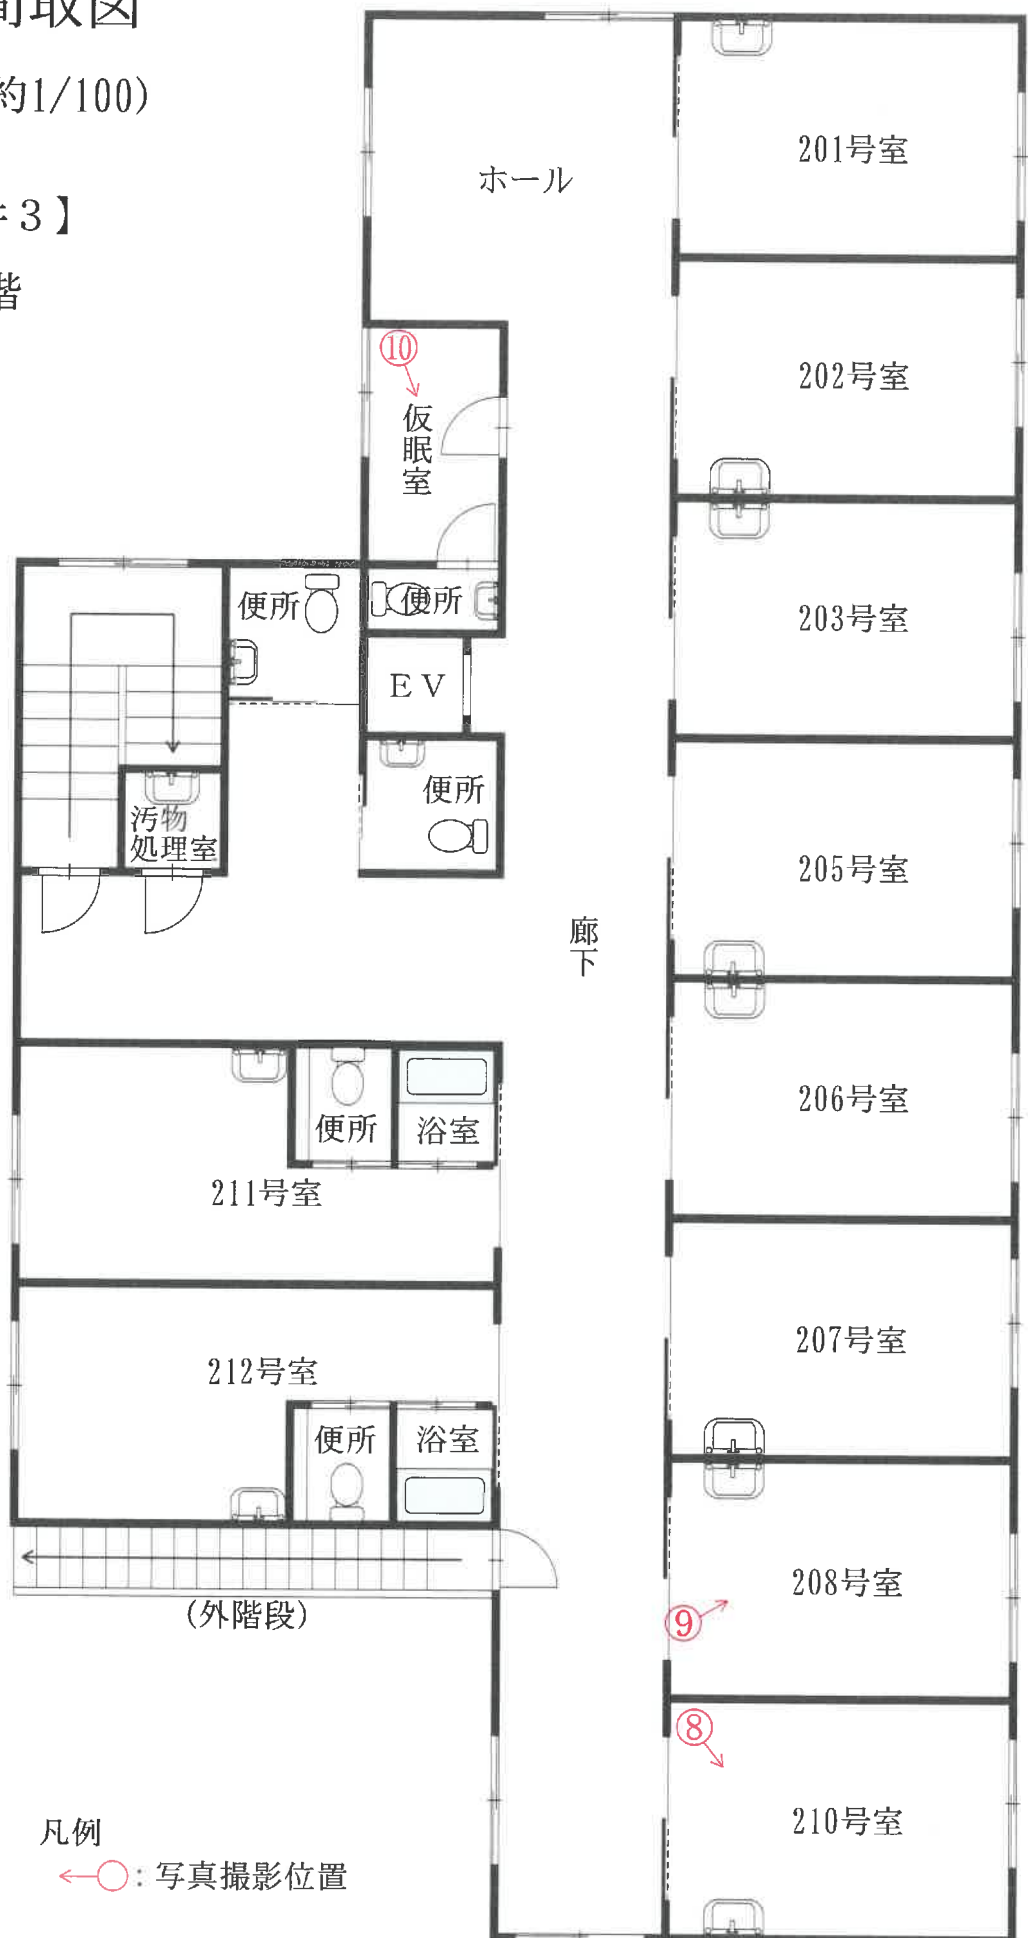 間取図
約1/100)
件３】
階
ホール
201号室
202号室
⑩
仮眠室
203号室
便所
便所
ＥＶ
便所
汚物
処理室
205号室
廊下
206号室
便所
浴室
211号室
207号室
212号室
便所
浴室
208号室
(外階段)
⑨
⑧
210号室
凡例
←○：写真撮影位置